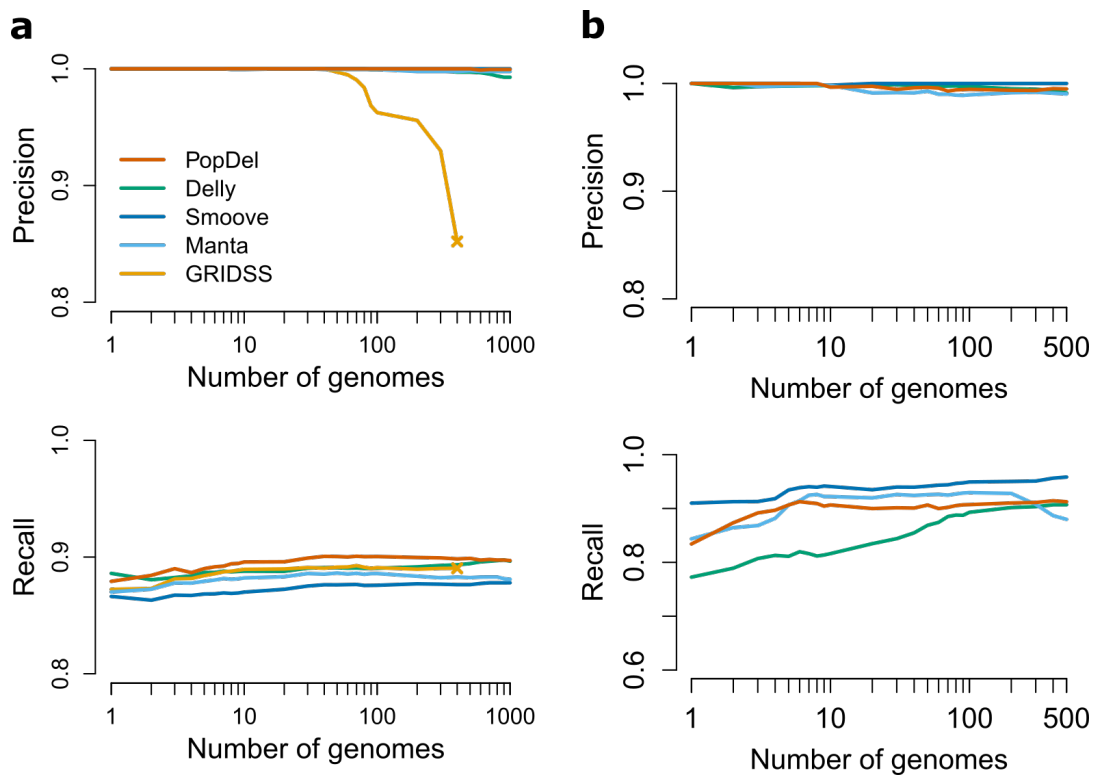 a
Precision
1.0
0.9
0.8
PopDel
Delly
Smoove
Manta
GRIDSS
1 10 100 1000
Number of genomes
Recall
1.0
0.9
0.8
1 10 100 1000
Number of genomes
b
Precision
1.0
0.9
0.8
1 10 100 500
Number of genomes
Recall
1.0
0.8
0.6
1 10 100 500
Number of genomes